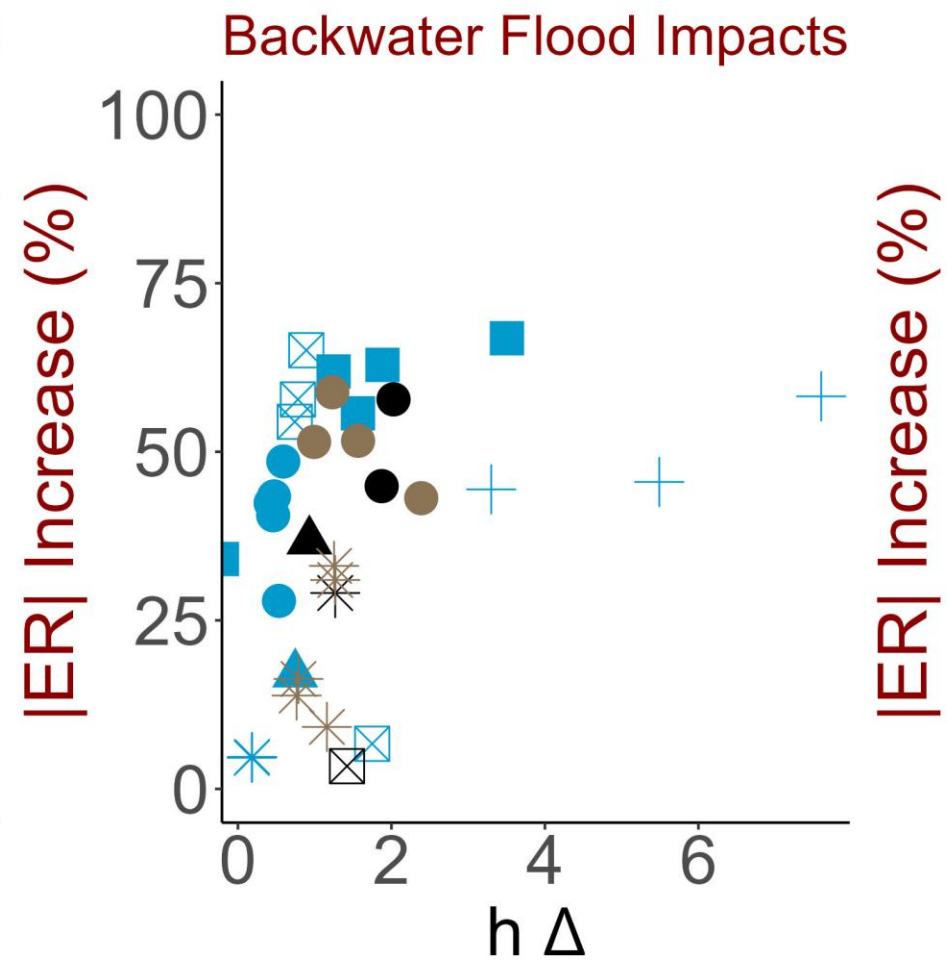 Backwater Flood Impacts
|ER| Increase (%)
100
75
50
25
0
0 2 4 6
h Δ
|ER| Increase (%)